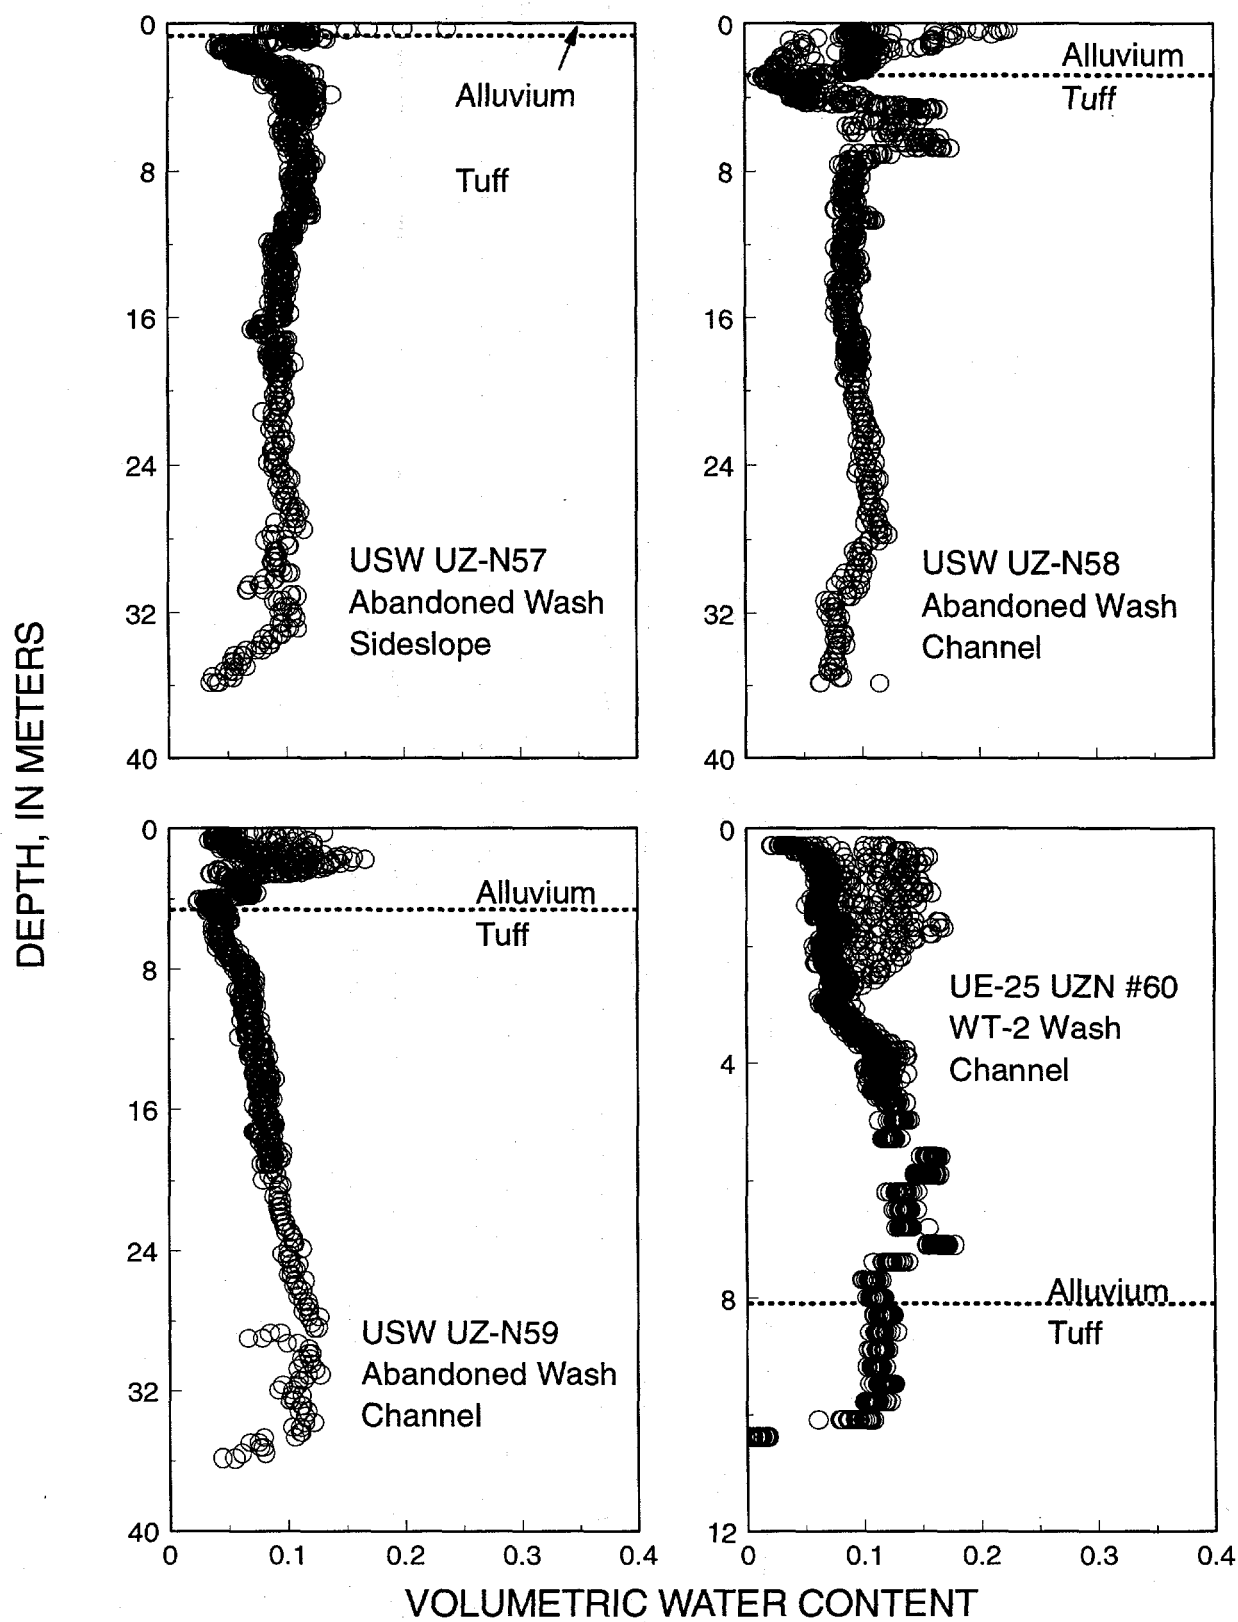 DEPTH, IN METERS
0
8
16
24
32
40
Alluvium
Tuff
USW UZ-N57
Abandoned Wash
Sideslope
0
8
16
24
32
40
Alluvium
Tuff
USW UZ-N58
Abandoned Wash
Channel
0
8
16
24
32
40
Alluvium
Tuff
USW UZ-N59
Abandoned Wash
Channel
0 0.1 0.2 0.3 0.4
0
4
8
12
UE-25 UZN #60
WT-2 Wash
Channel
Alluvium
Tuff
0 0.1 0.2 0.3 0.4
VOLUMETRIC WATER CONTENT